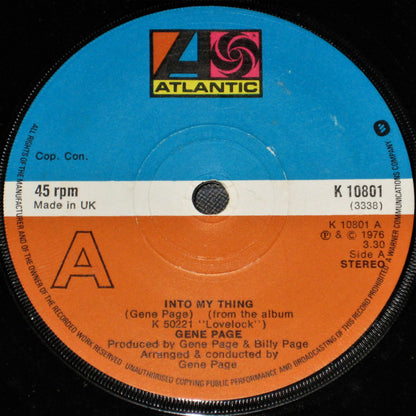 ATLANTIC
Cop. Con.
45 rpm
Made in UK
K 10801
(3338)
K 10801 A
Ⓟ & © 1976
3.30
Side A
STEREO
A
INTO MY THING
(Gene Page) (from the album
K 50221 "Lovelock")
GENE PAGE
Produced by Gene Page & Billy Page
Arranged & conducted by
Gene Page
ALL RIGHTS OF THE MANUFACTURER AND OF THE OWNER OF THE RECORDED WORK RESERVED UNAUTHORISED COPYING PUBLIC PERFORMANCE AND BROADCASTING OF THIS RECORD PROHIBITED
A WARNER COMMUNICATIONS COMPANY